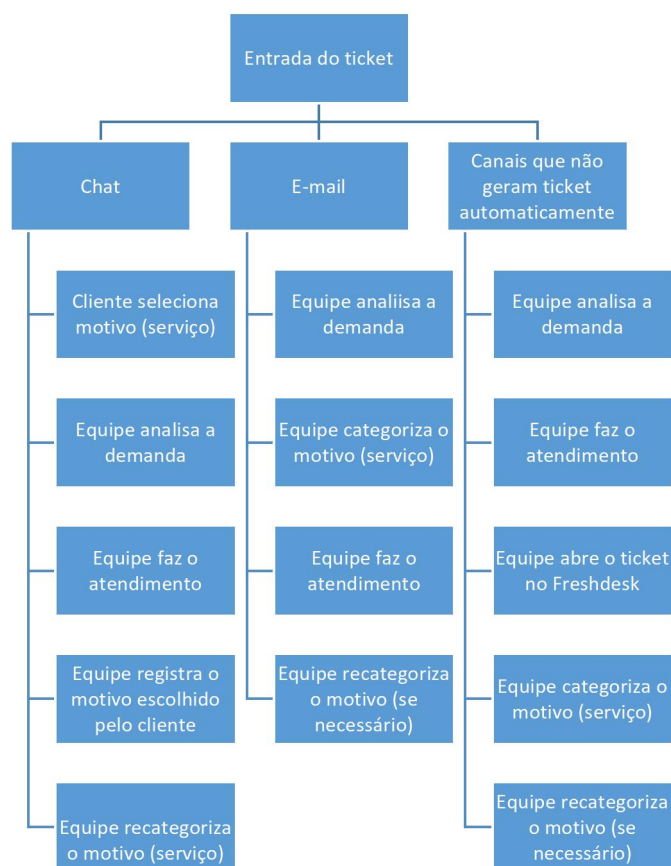 Entrada do ticket
Chat
E-mail
Canais que não
geram ticket
automaticamente
Cliente seleciona
motivo (serviço)
Equipe analisa a
demanda
Equipe faz o
atendimento
Equipe registra o
motivo escolhido
pelo cliente
Equipe recategoriza
o motivo (serviço)
Equipe analiisa a
demanda
Equipe categoriza o
motivo (serviço)
Equipe faz o
atendimento
Equipe recategoriza
o motivo (se
necessário)
Equipe analisa a
demanda
Equipe faz o
atendimento
Equipe abre o ticket
no Freshdesk
Equipe categoriza o
motivo (serviço)
Equipe recategoriza
o motivo (se
necessário)